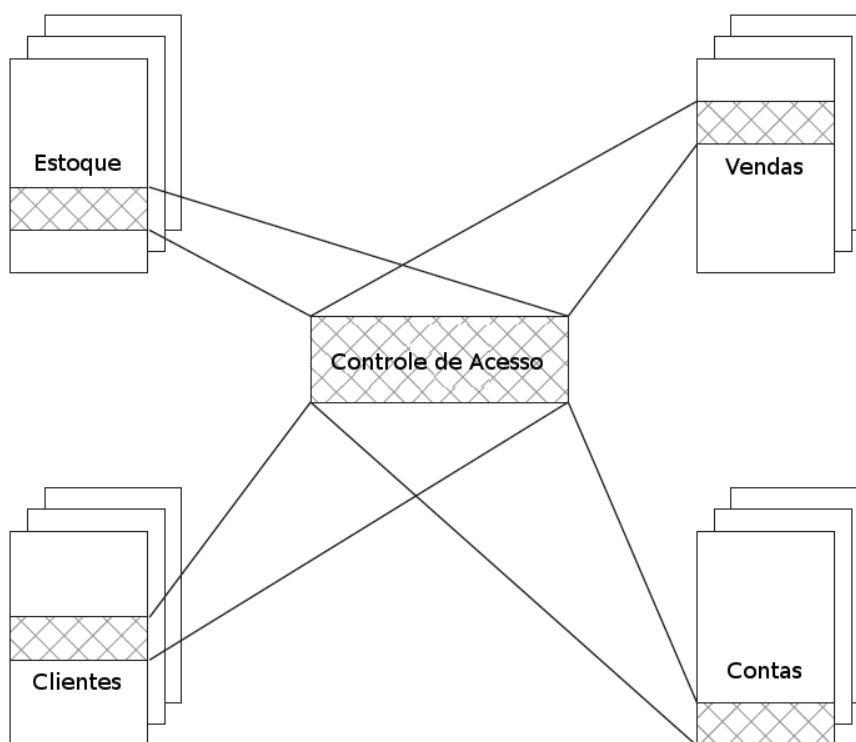 Estoque
Vendas
Controle de Acesso
Clientes
Contas